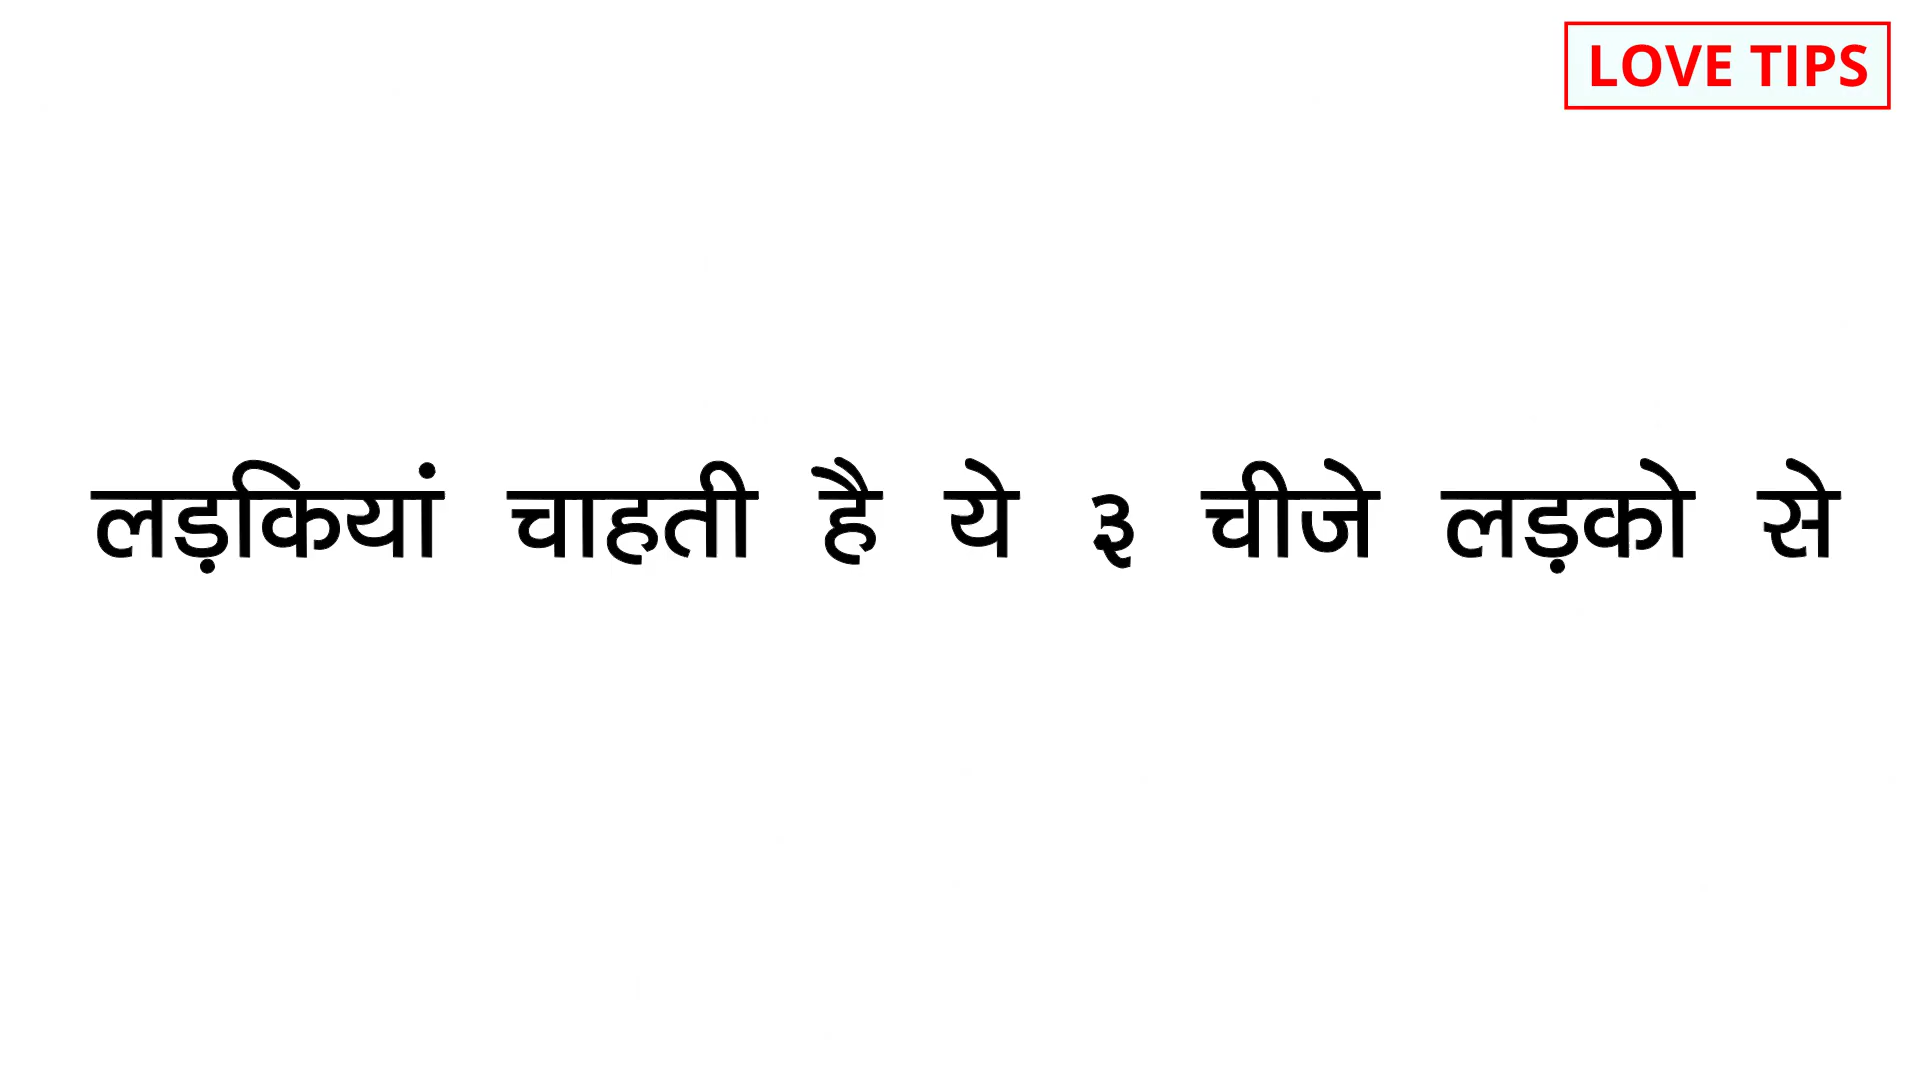 LOVE TIPS
लड़कियां चाहती है ये ३ चीजे लड़को से